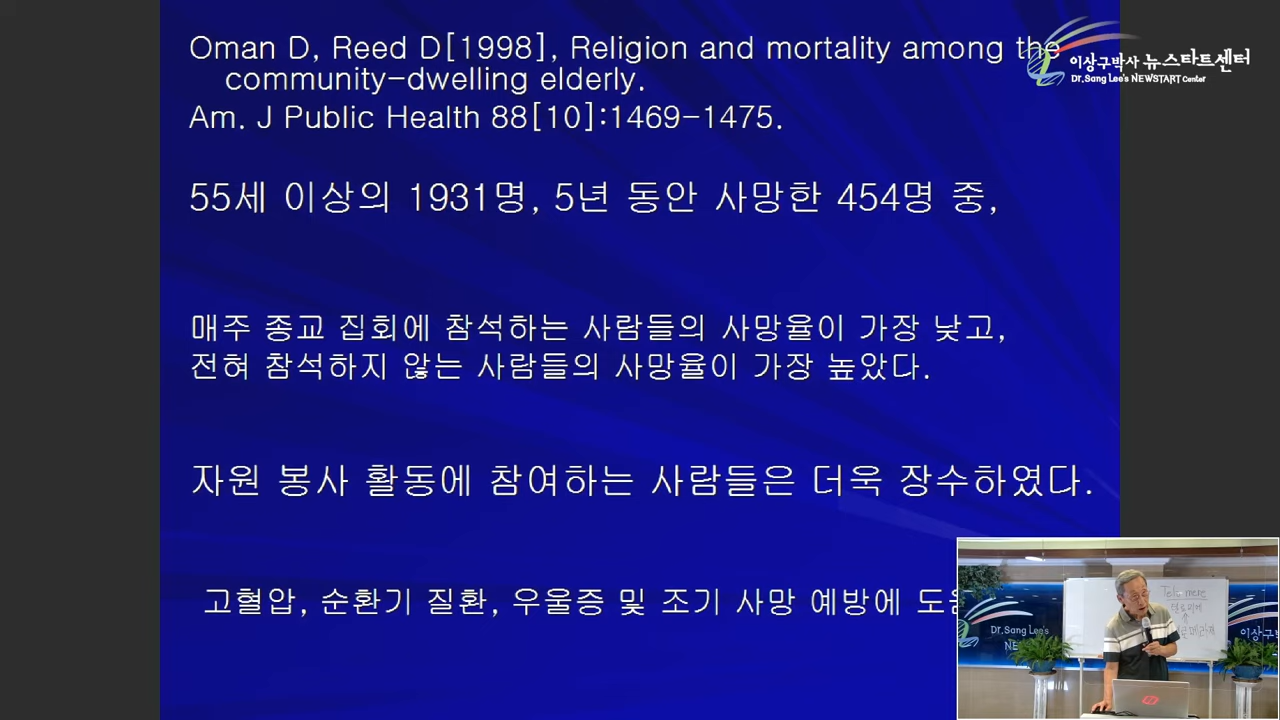 Oman D, Reed D[1998], Religion and mortality among the
community-dwelling elderly.
Am. J Public Health 88[10]:1469-1475.
이상구박사 뉴스타트센터
Dr.Sang Lee's NEWSTART Center
55세 이상의 1931명, 5년 동안 사망한 454명 중,
매주 종교 집회에 참석하는 사람들의 사망율이 가장 낮고,
전혀 참석하지 않는 사람들의 사망율이 가장 높았다.
자원 봉사 활동에 참여하는 사람들은 더욱 장수하였다.
고혈압, 순환기 질환, 우울증 및 조기 사망 예방에
Dr.Sang Lee's